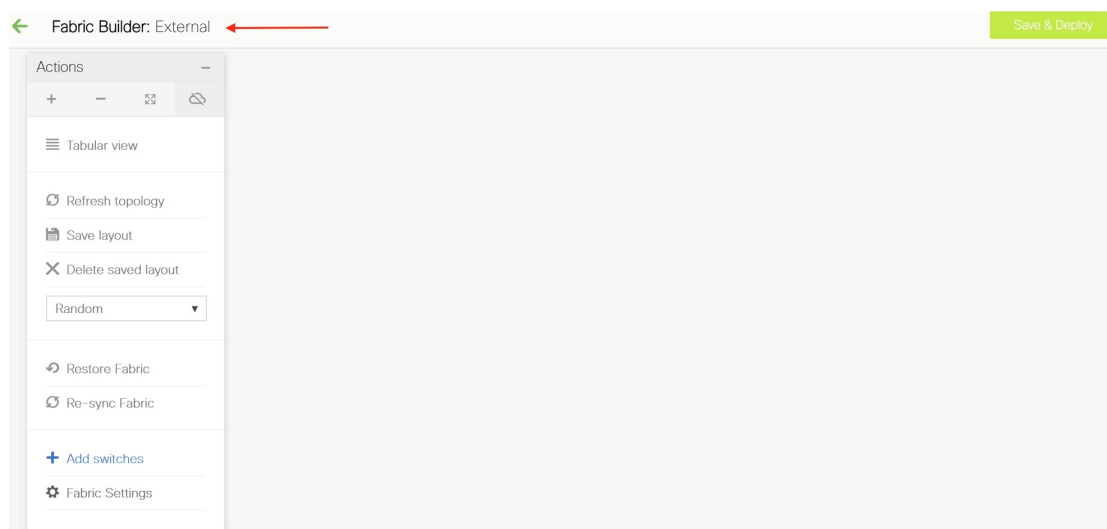 Fabric Builder: External
Save & Deploy
Actions
Tabular view
Refresh topology
Save layout
Delete saved layout
Random
Restore Fabric
Re-sync Fabric
Add switches
Fabric Settings